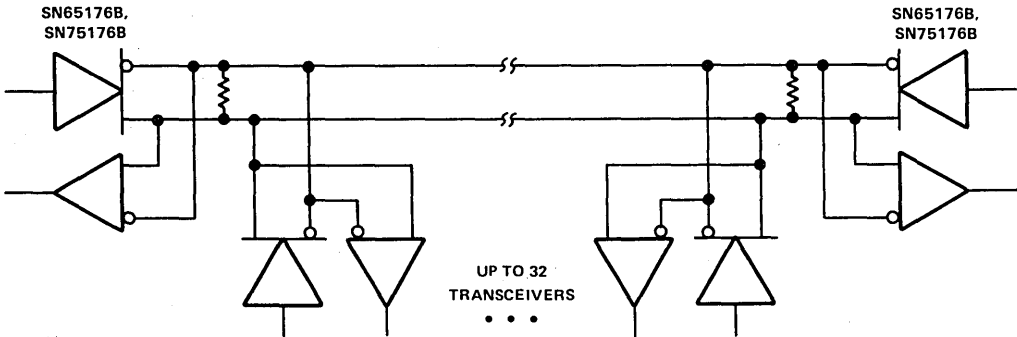 SN65176B,
SN75176B
SN65176B,
SN75176B
UP TO 32
TRANSCEIVERS
• • •